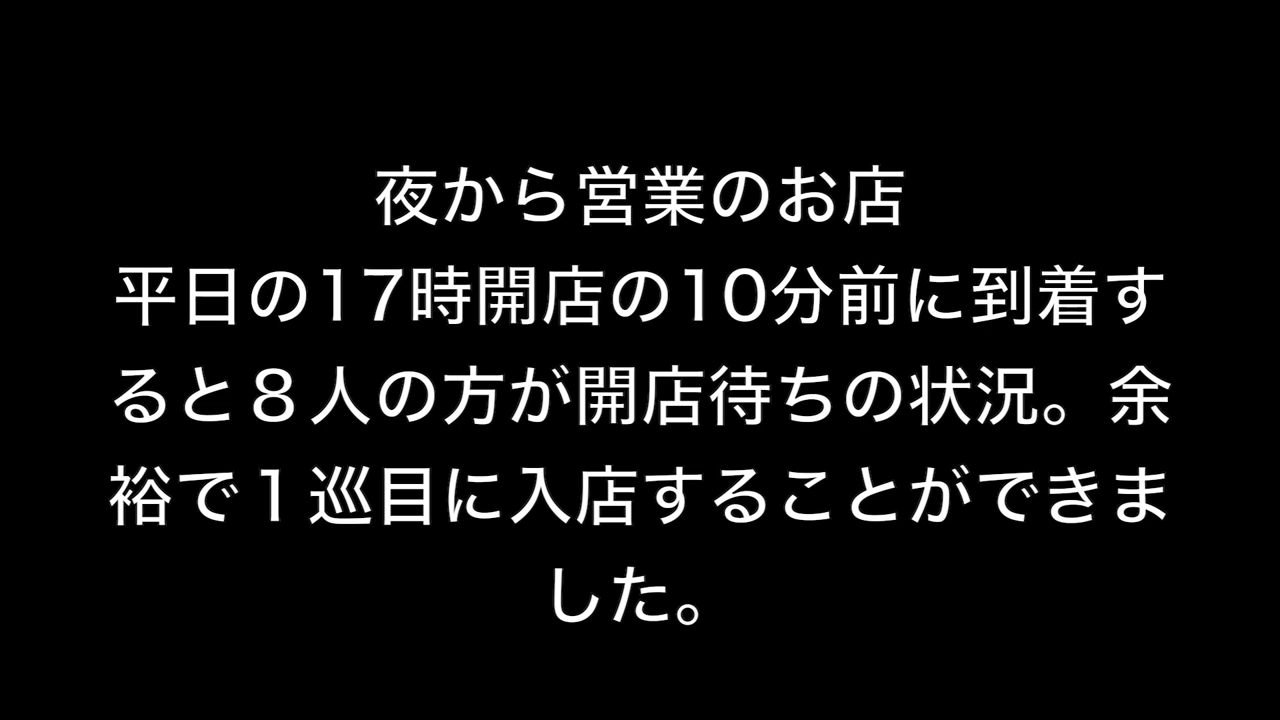 夜から営業のお店
平日の17時開店の10分前に到着す
ると８人の方が開店待ちの状況。余
裕で１巡目に入店することができま
した。